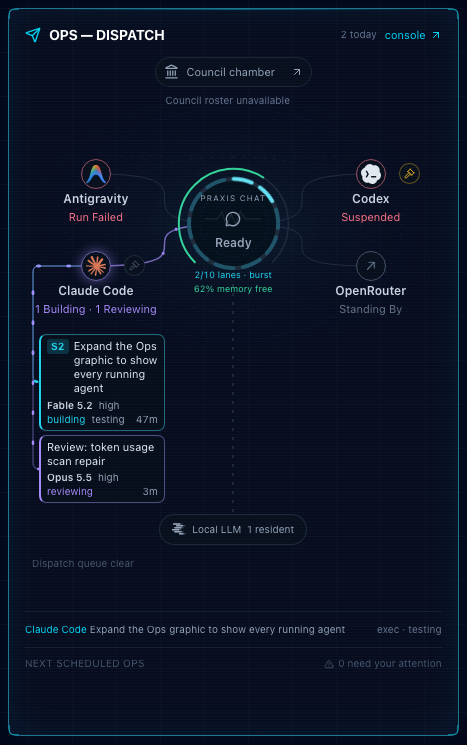 OPS — DISPATCH
2 today console
Council chamber
Council roster unavailable
Antigravity
Run Failed
PRAXIS CHAT
Ready
2/10 lanes · burst
62% memory free
Codex
Suspended
Claude Code
1 Building · 1 Reviewing
OpenRouter
Standing By
S2 Expand the Ops
graphic to show
every running
agent
Fable 5.2 high
building testing 47m
Review: token usage
scan repair
Opus 5.5 high
reviewing 3m
Local LLM 1 resident
Dispatch queue clear
Claude Code Expand the Ops graphic to show every running agent exec · testing
NEXT SCHEDULED OPS 0 need your attention